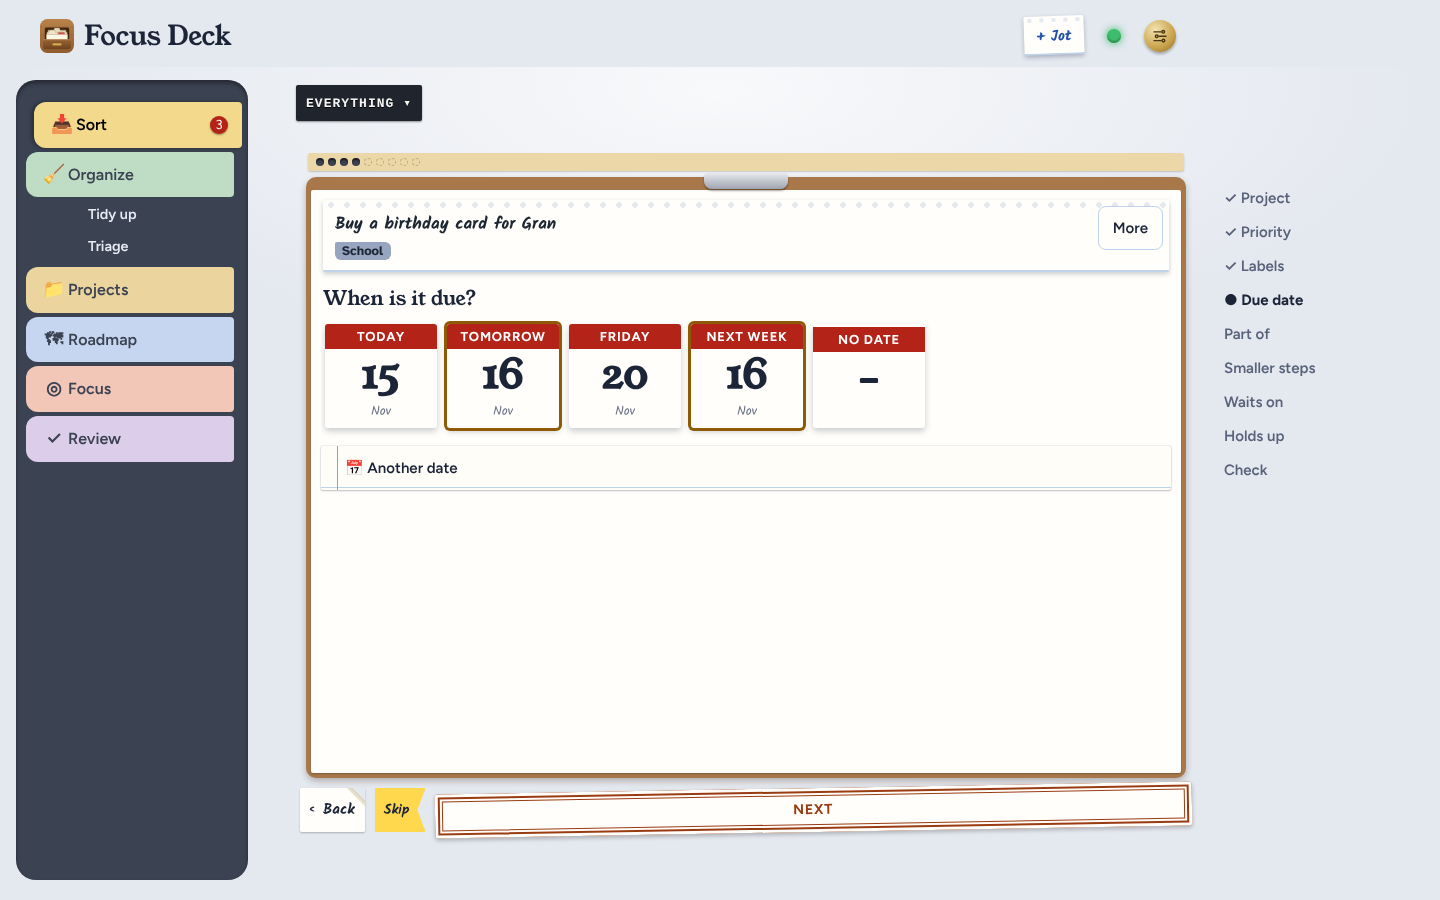 Focus Deck
+ Jot
Sort 3
Organize
Tidy up
Triage
Projects
Roadmap
Focus
Review
EVERYTHING
Buy a birthday card for Gran
School
More
When is it due?
TODAY
15
Nov
TOMORROW
16
Nov
FRIDAY
20
Nov
NEXT WEEK
16
Nov
NO DATE
–
Another date
< Back
Skip
NEXT
✓ Project
✓ Priority
✓ Labels
Due date
Part of
Smaller steps
Waits on
Holds up
Check